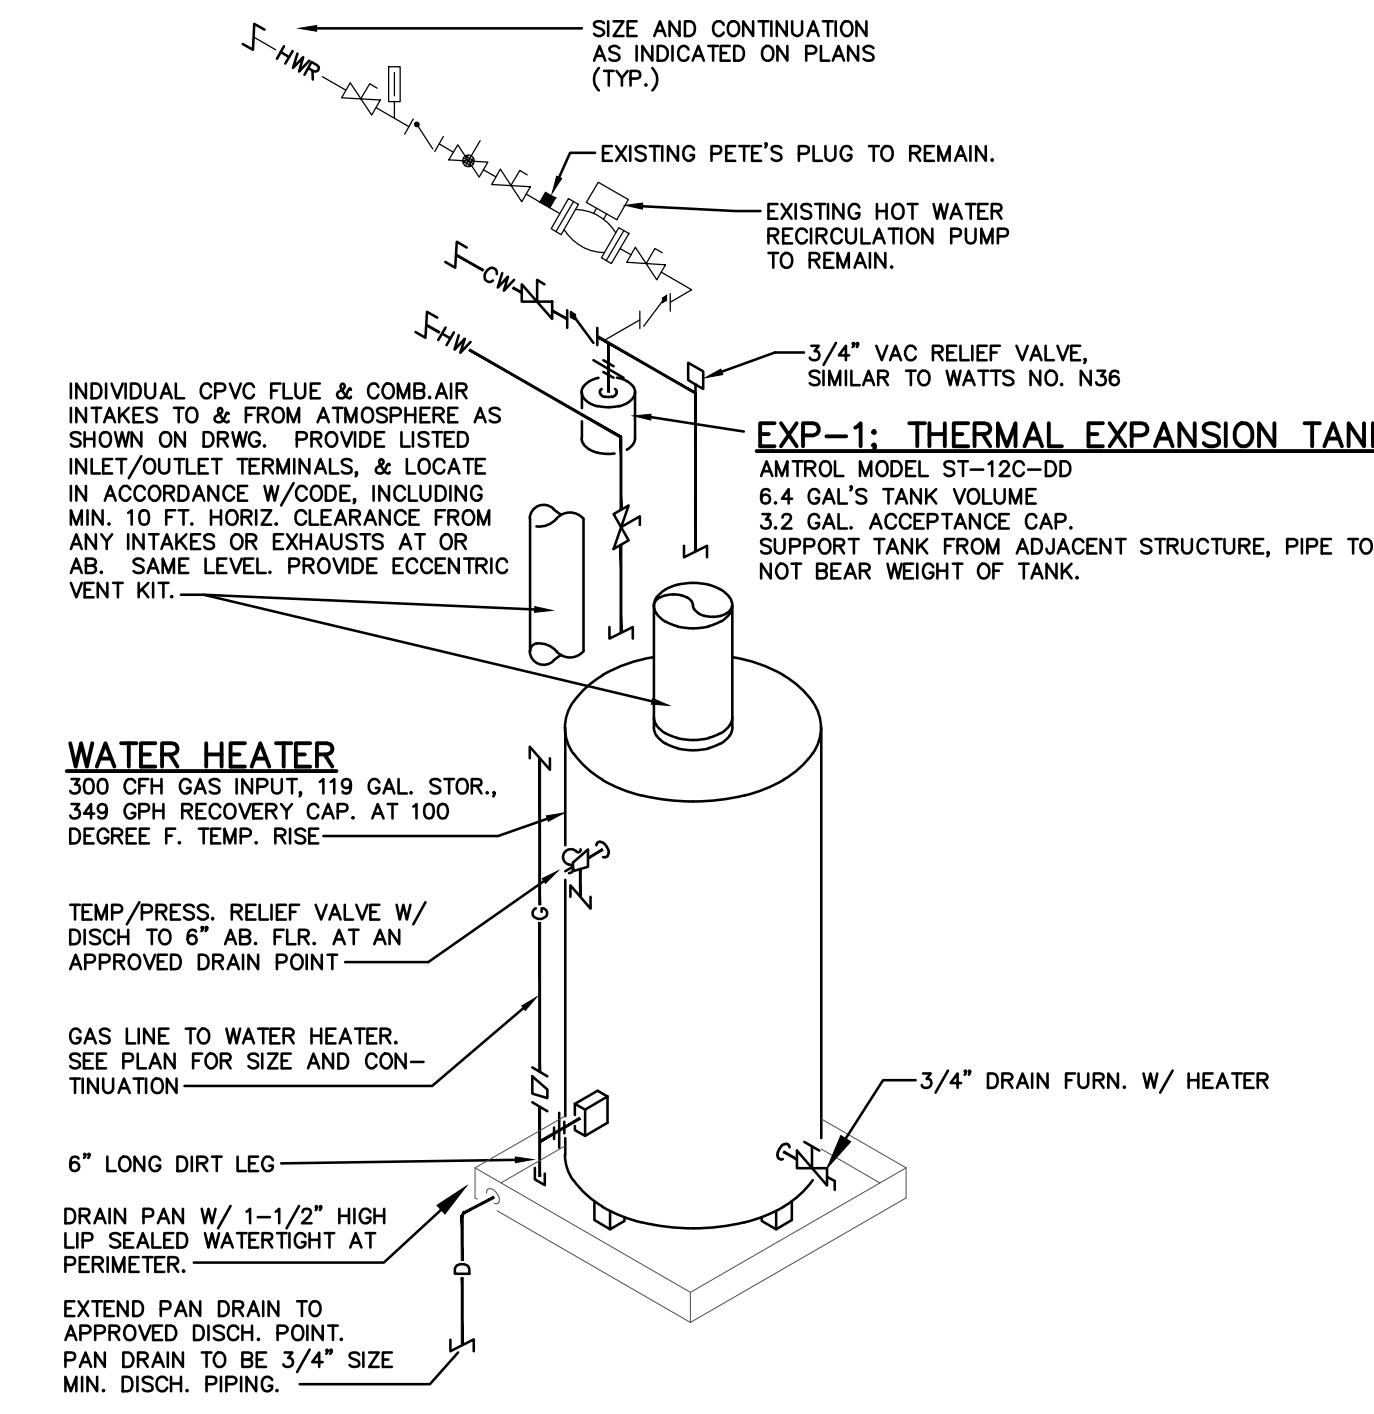 SIZE AND CONTINUATION
AS INDICATED ON PLANS
(TYP.)
HWR
EXISTING PETE'S PLUG TO REMAIN.
EXISTING HOT WATER
RECIRCULATION PUMP
TO REMAIN.
CW
HW
3/4" VAC RELIEF VALVE,
SIMILAR TO WATTS NO. N36
INDIVIDUAL CPVC FLUE & COMB.AIR
INTAKES TO & FROM ATMOSPHERE AS
SHOWN ON DRWG. PROVIDE LISTED
INLET/OUTLET TERMINALS, & LOCATE
IN ACCORDANCE W/CODE, INCLUDING
MIN. 10 FT. HORIZ. CLEARANCE FROM
ANY INTAKES OR EXHAUSTS AT OR
AB. SAME LEVEL. PROVIDE ECCENTRIC
VENT KIT.
EXP-1; THERMAL EXPANSION TAN
AMTROL MODEL ST-12C-DD
6.4 GAL'S TANK VOLUME
3.2 GAL. ACCEPTANCE CAP.
SUPPORT TANK FROM ADJACENT STRUCTURE, PIPE TO
NOT BEAR WEIGHT OF TANK.
WATER HEATER
300 CFH GAS INPUT, 119 GAL. STOR.,
349 GPH RECOVERY CAP. AT 100
DEGREE F. TEMP. RISE
TEMP/PRESS. RELIEF VALVE W/
DISCH TO 6" AB. FLR. AT AN
APPROVED DRAIN POINT
G
GAS LINE TO WATER HEATER.
SEE PLAN FOR SIZE AND CON-
TINUATION
3/4" DRAIN FURN. W/ HEATER
6" LONG DIRT LEG
DRAIN PAN W/ 1-1/2" HIGH
LIP SEALED WATERTIGHT AT
PERIMETER.
D
EXTEND PAN DRAIN TO
APPROVED DISCH. POINT.
PAN DRAIN TO BE 3/4" SIZE
MIN. DISCH. PIPING.